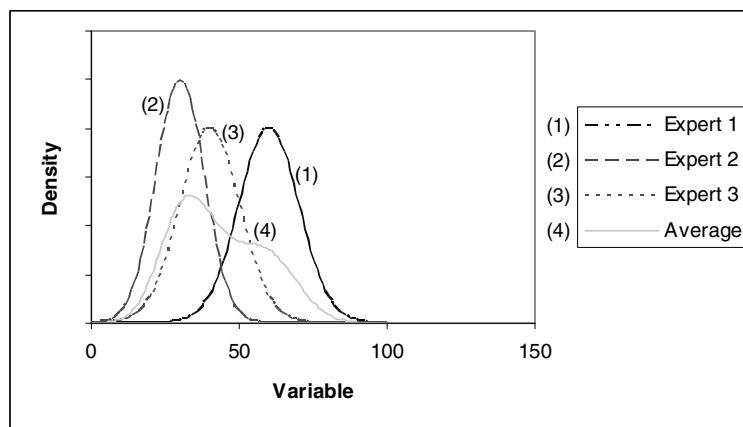 (2)
(3)
(1)
(4)
Density
0
50
100
150
Variable
(1) Expert 1
(2) Expert 2
(3) Expert 3
(4) Average